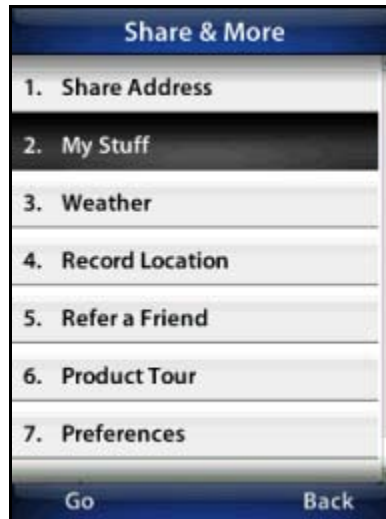 Share & More
1. Share Address
2. My Stuff
3. Weather
4. Record Location
5. Refer a Friend
6. Product Tour
7. Preferences
Go Back